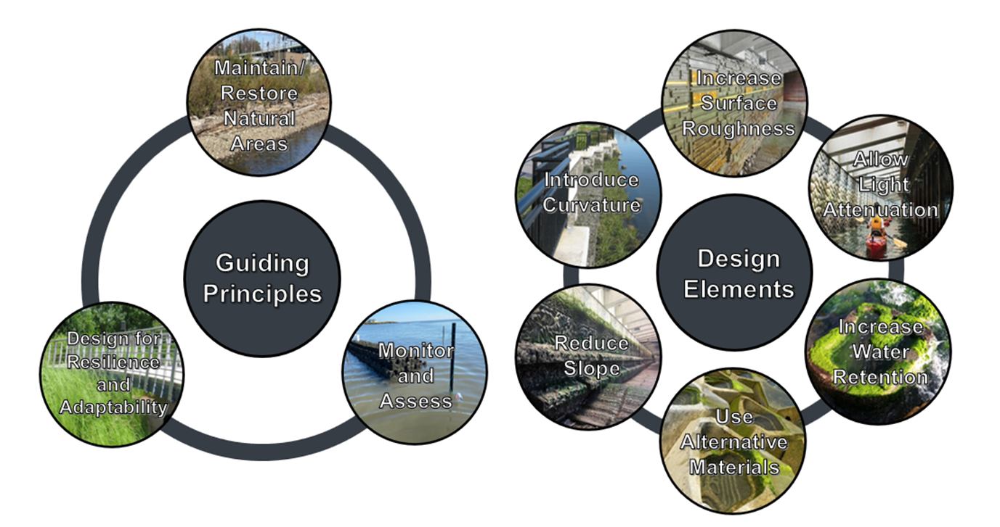 Maintain/
Restore
Natural
Areas
Guiding
Principles
Design for
Resilience
and
Adaptability
Monitor
and
Assess
Increase
Surface
Roughness
Allow
Light
Attenuation
Introduce
Curvature
Design
Elements
Increase
Water
Retention
Reduce
Slope
Use
Alternative
Materials